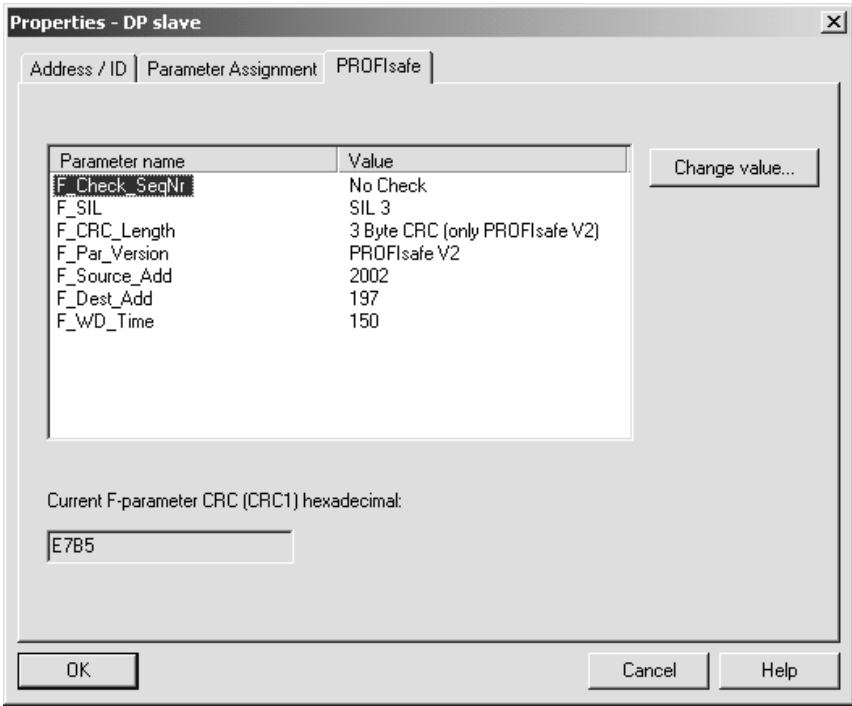 Properties - DP slave
Address / ID Parameter Assignment PROFIsafe
Parameter name Value
F_Check_SeqNr No Check
F_SIL SIL 3
F_CRC_Length 3 Byte CRC (only PROFIsafe V2)
F_Par_Version PROFIsafe V2
F_Source_Add 2002
F_Dest_Add 197
F_WD_Time 150
Change value...
Current F-parameter CRC (CRC1) hexadecimal:
E7B5
OK Cancel Help